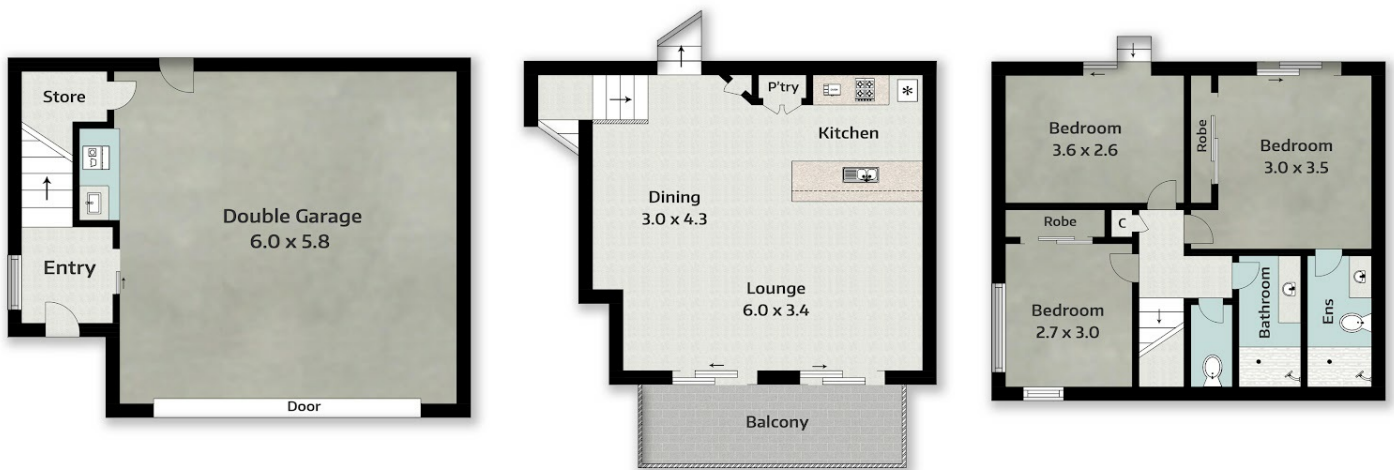 Store
Double Garage
6.0 x 5.8
Entry
Door
P'try
*
Kitchen
Dining
3.0 x 4.3
Lounge
6.0 x 3.4
Balcony
Bedroom
3.6 x 2.6
Robe
Bedroom
3.0 x 3.5
Robe
C
Bedroom
2.7 x 3.0
Bathroom
Ens